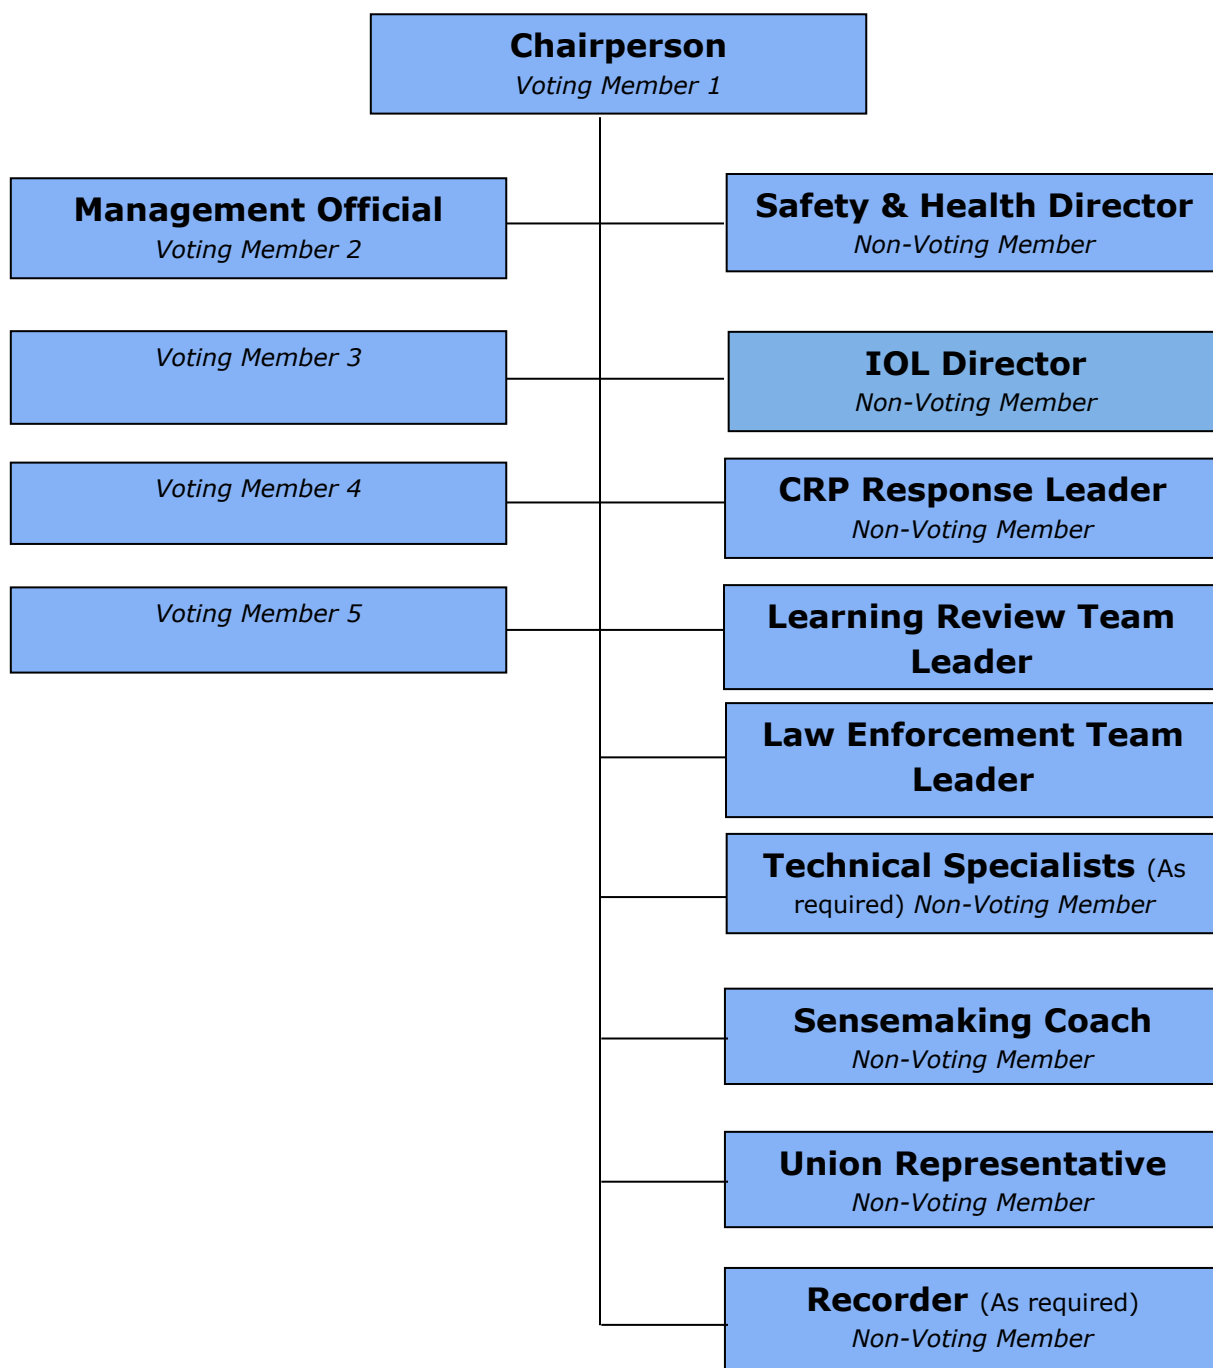 Chairperson
Voting Member 1
Management Official
Voting Member 2
Safety & Health Director
Non-Voting Member
Voting Member 3
IOL Director
Non-Voting Member
Voting Member 4
CRP Response Leader
Non-Voting Member
Voting Member 5
Learning Review Team
Leader
Law Enforcement Team
Leader
Technical Specialists (As
required) Non-Voting Member
Sensemaking Coach
Non-Voting Member
Union Representative
Non-Voting Member
Recorder (As required)
Non-Voting Member